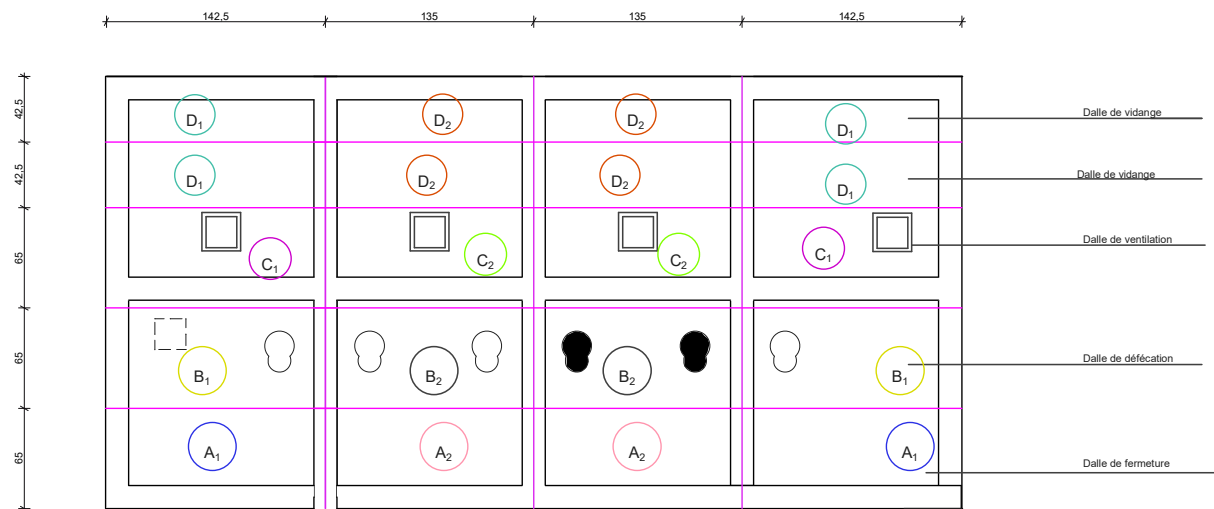 142,5 135 135 142,5
42,5
D₁ D₂ D₂ D₁ Dalle de vidange
42,5
D₁ D₂ D₂ D₁ Dalle de vidange
65
C₁ C₂ C₂ C₁ Dalle de ventilation
65
B₁ B₂ B₂ B₁ Dalle de défécation
65
A₁ A₂ A₂ A₁ Dalle de fermeture